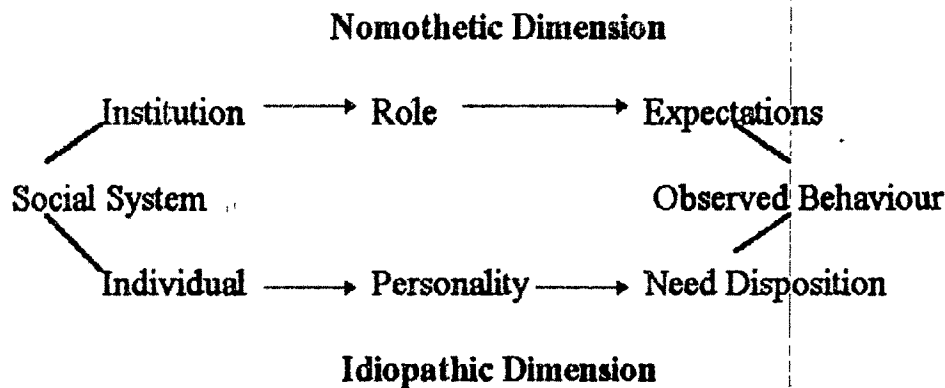 Nomothetic Dimension
Institution Role Expectations
Social System Observed Behaviour
Individual Personality Need Disposition
Idiopathic Dimension